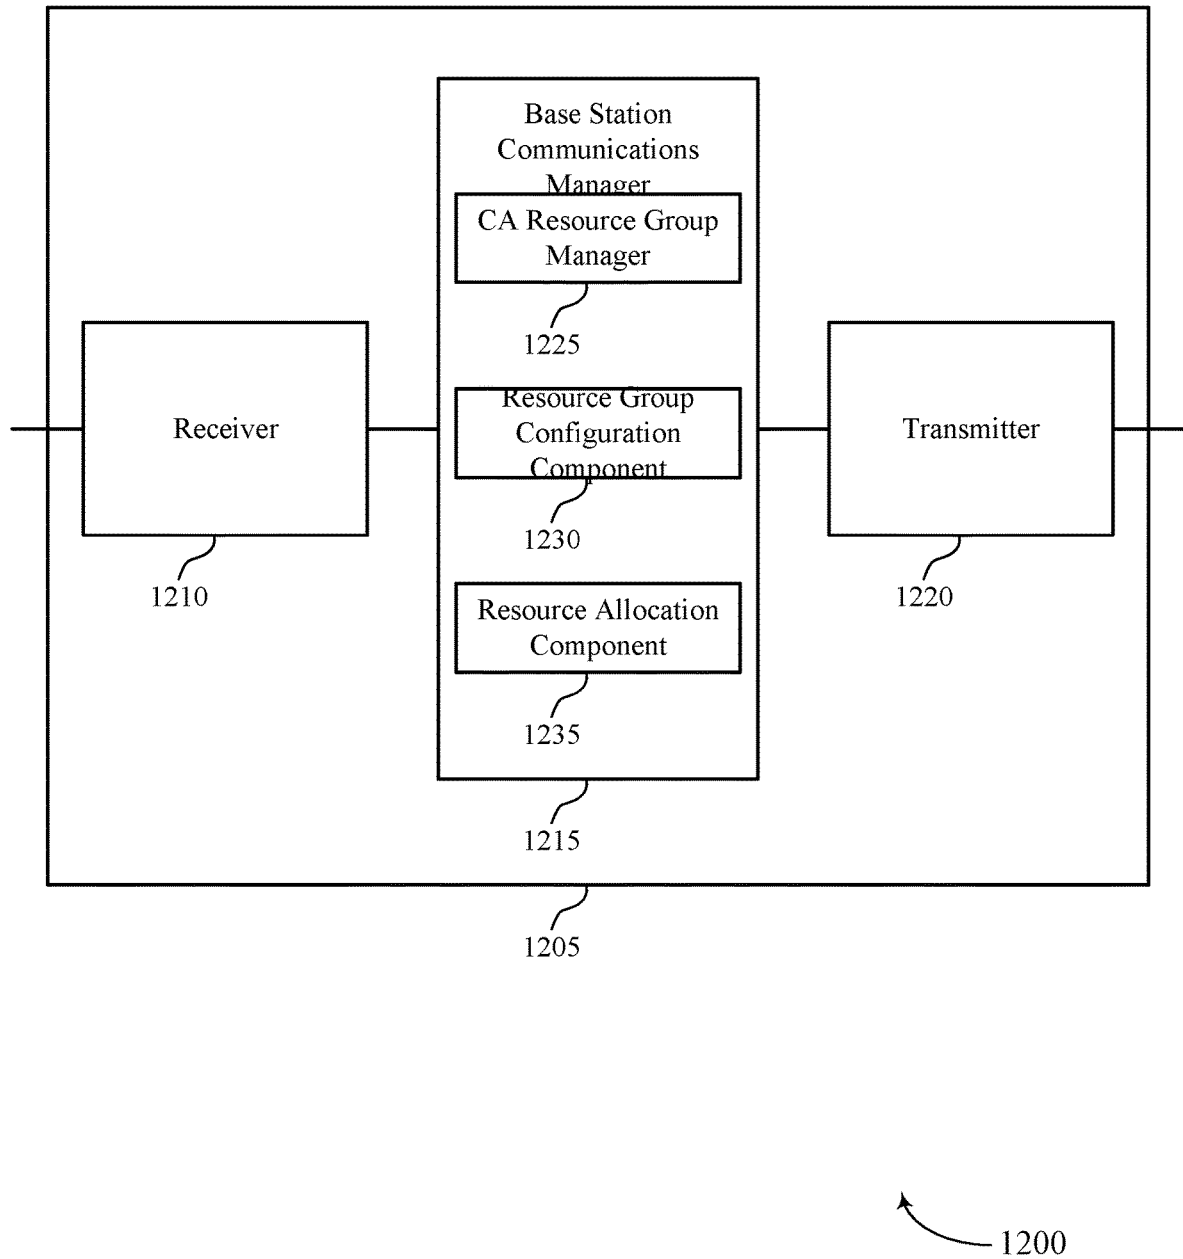 Base Station
Communications
Manager
CA Resource Group
Manager
1225
Receiver
1210
Resource Group
Configuration
Component
1230
Transmitter
1220
Resource Allocation
Component
1235
1215
1205
1200